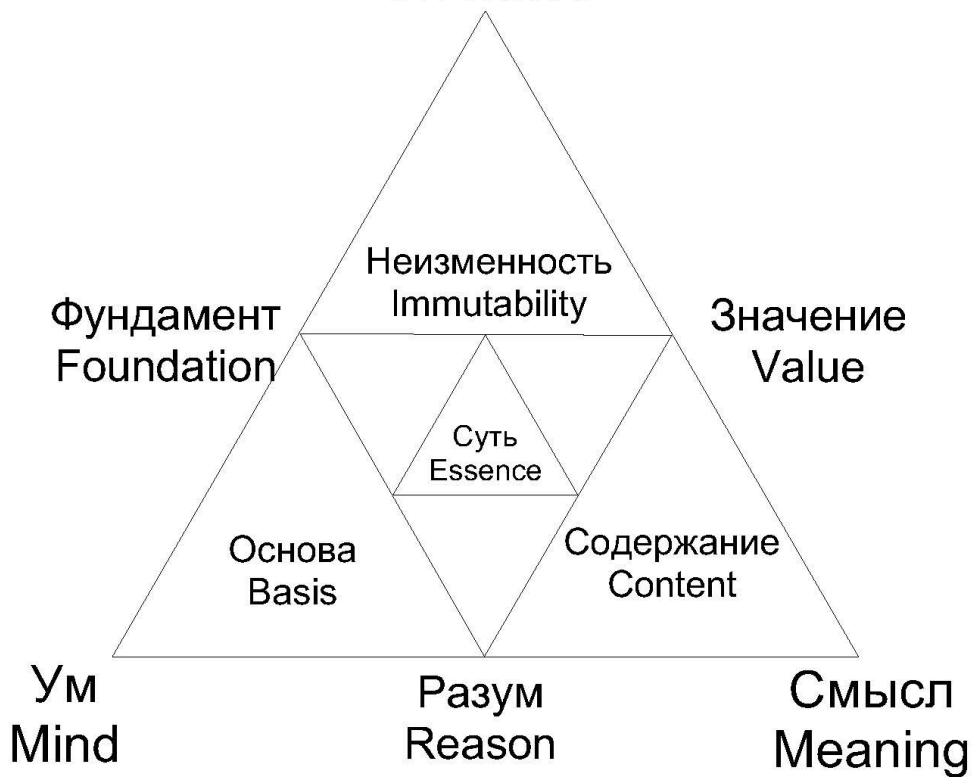 Неизменность
Immutability
Фундамент
Foundation
Значение
Value
Суть
Essence
Основа
Basis
Содержание
Content
Ум
Mind
Разум
Reason
Смысл
Meaning